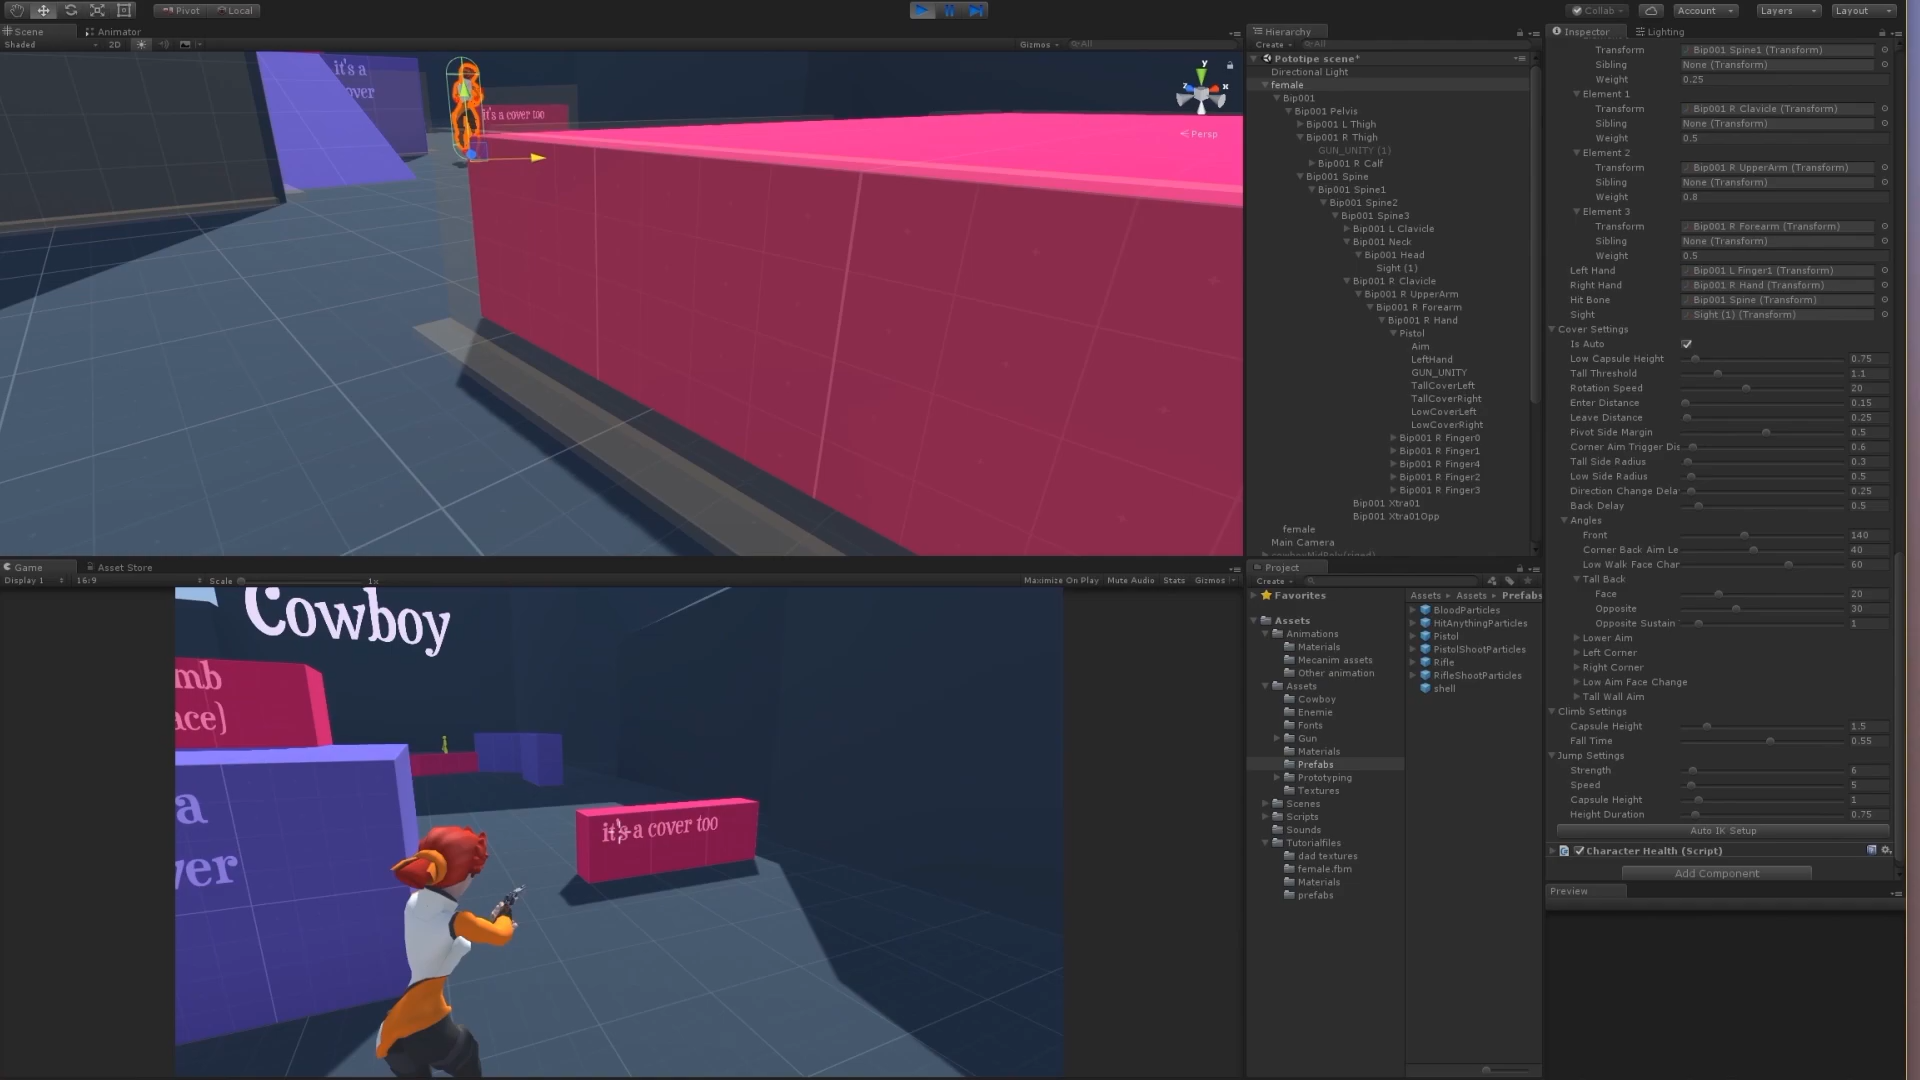 Pivot
Local
Collab
Account
Layers
Layout
Scene
Animator
Shaded
2D
Gizmos
All
it's a
over
it's a cover too
Persp
y
x
z
Game
Asset Store
Display 1
16:9
Scale
1x
Maximize On Play
Mute Audio
Stats
Gizmos
Cowboy
mb
ace)
a
ver
it's a cover too
Hierarchy
Create
All
Pototipe scene*
Directional Light
female
Bip001
Bip001 Pelvis
Bip001 L Thigh
Bip001 R Thigh
GUN_UNITY (1)
Bip001 R Calf
Bip001 Spine
Bip001 Spine1
Bip001 Spine2
Bip001 Spine3
Bip001 L Clavicle
Bip001 Neck
Bip001 Head
Sight (1)
Bip001 R Clavicle
Bip001 R UpperArm
Bip001 R Forearm
Bip001 R Hand
Pistol
Aim
LeftHand
GUN_UNITY
TallCoverLeft
TallCoverRight
LowCoverLeft
LowCoverRight
Bip001 R Finger0
Bip001 R Finger1
Bip001 R Finger4
Bip001 R Finger2
Bip001 R Finger3
Bip001 Xtra01
Bip001 Xtra01Opp
female
Main Camera
Project
Create
Favorites
Assets
Animations
Materials
Mecanim assets
Other animation
Assets
Cowboy
Enemie
Fonts
Gun
Materials
Prefabs
Prototyping
Textures
Scenes
Scripts
Sounds
Tutorialfiles
dad textures
female.fbm
Materials
prefabs
Assets
Assets
Prefabs
BloodParticles
HitAnythingParticles
Pistol
PistolShootParticles
Rifle
RifleShootParticles
shell
Inspector
Lighting
Transform Bip001 Spine1 (Transform)
Sibling None (Transform)
Weight 0.25
Element 1
Transform Bip001 R Clavicle (Transform)
Sibling None (Transform)
Weight 0.5
Element 2
Transform Bip001 R UpperArm (Transform)
Sibling None (Transform)
Weight 0.8
Element 3
Transform Bip001 R Forearm (Transform)
Sibling None (Transform)
Weight 0.5
Left Hand Bip001 L Finger1 (Transform)
Right Hand Bip001 R Hand (Transform)
Hit Bone Bip001 Spine (Transform)
Sight Sight (1) (Transform)
Cover Settings
Is Auto
Low Capsule Height 0.75
Tall Threshold 1.1
Rotation Speed 20
Enter Distance 0.15
Leave Distance 0.25
Pivot Side Margin 0.5
Corner Aim Trigger Dis 0.6
Tall Side Radius 0.3
Low Side Radius 0.5
Direction Change Dela 0.25
Back Delay 0.5
Angles
Front 140
Corner Back Aim Le 40
Low Walk Face Char 60
Tall Back
Face 20
Opposite 30
Opposite Sustain 1
Lower Aim
Left Corner
Right Corner
Low Aim Face Change
Tall Wall Aim
Climb Settings
Capsule Height 1.5
Fall Time 0.55
Jump Settings
Strength 6
Speed 5
Capsule Height 1
Height Duration 0.75
Auto IK Setup
Character Health (Script)
Add Component
Preview